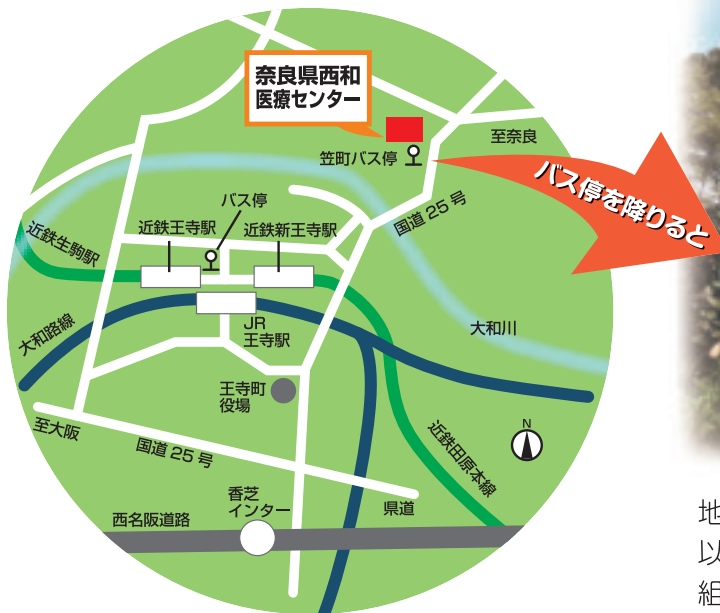 奈良県西和
医療センター
至奈良
笠町バス停
バス停を降りると
国道25号
バス停
近鉄王寺駅
近鉄新王寺駅
近鉄生駒駅
大和路線
JR
王寺駅
大和川
王寺町
役場
至大阪
国道25号
近鉄田原本線
N
香芝
インター
県道
西名阪道路
地
以
組